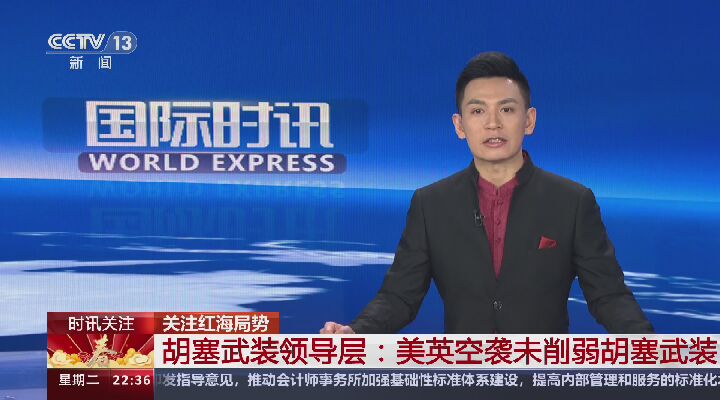 CCTV 13
新闻
国际时讯
WORLD EXPRESS
时讯关注
关注红海局势
春
胡塞武装领导层：美英空袭未削弱胡塞武装
星期二 22:36
印发指导意见，推动会计师事务所加强基础性标准体系建设，提高内部管理和服务的标准化